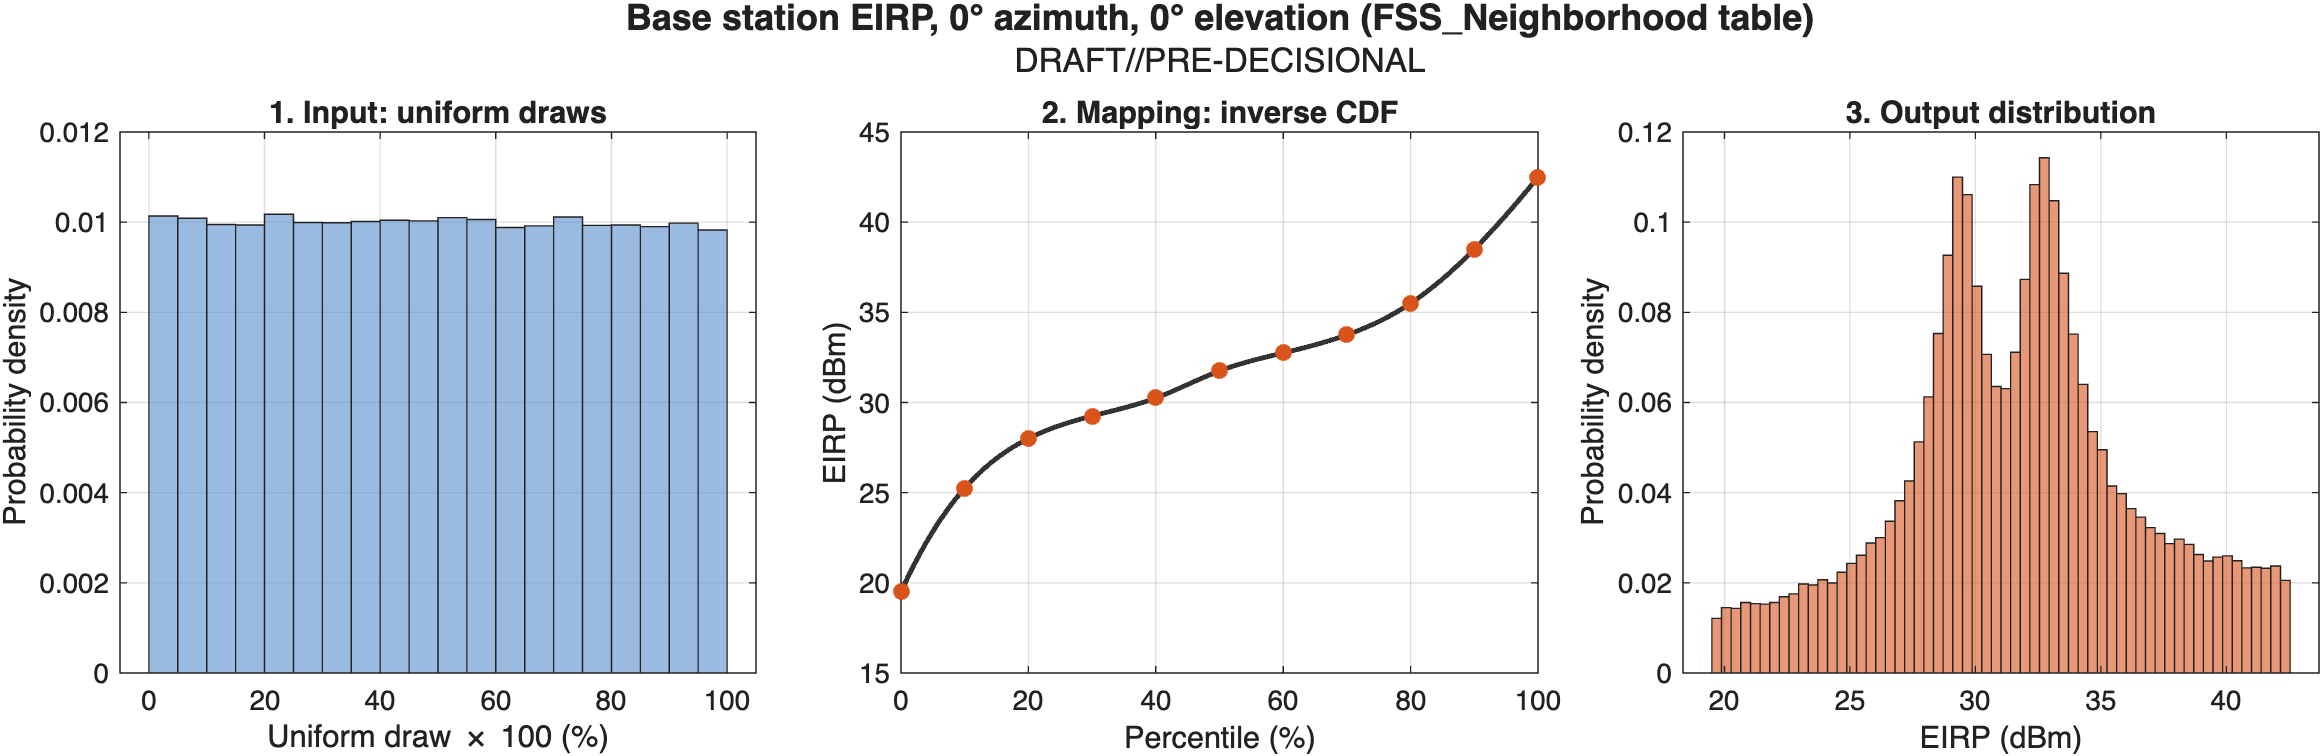 Base station EIRP, 0° azimuth, 0° elevation (FSS_Neighborhood table)
DRAFT//PRE-DECISIONAL
1. Input: uniform draws
Probability density
0.012
0.01
0.008
0.006
0.004
0.002
0
0 20 40 60 80 100
Uniform draw × 100 (%)
2. Mapping: inverse CDF
EIRP (dBm)
45
40
35
30
25
20
15
0 20 40 60 80 100
Percentile (%)
3. Output distribution
Probability density
0.12
0.1
0.08
0.06
0.04
0.02
0
20 25 30 35 40
EIRP (dBm)